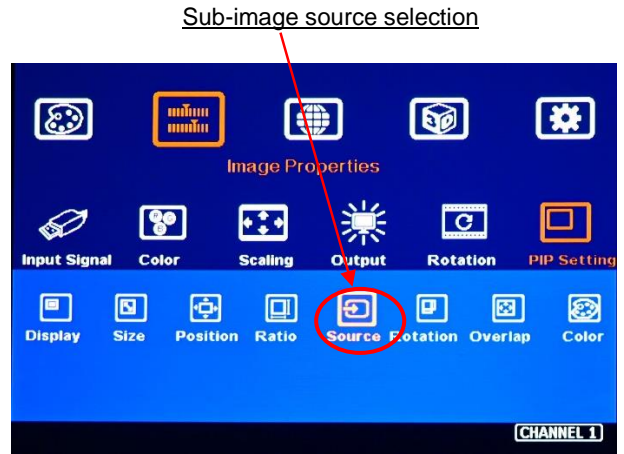 Sub-image source selection
Image Properties
Input Signal Color Scaling Output Rotation PIP Setting
Display Size Position Ratio Source Rotation Overlap Color
CHANNEL 1